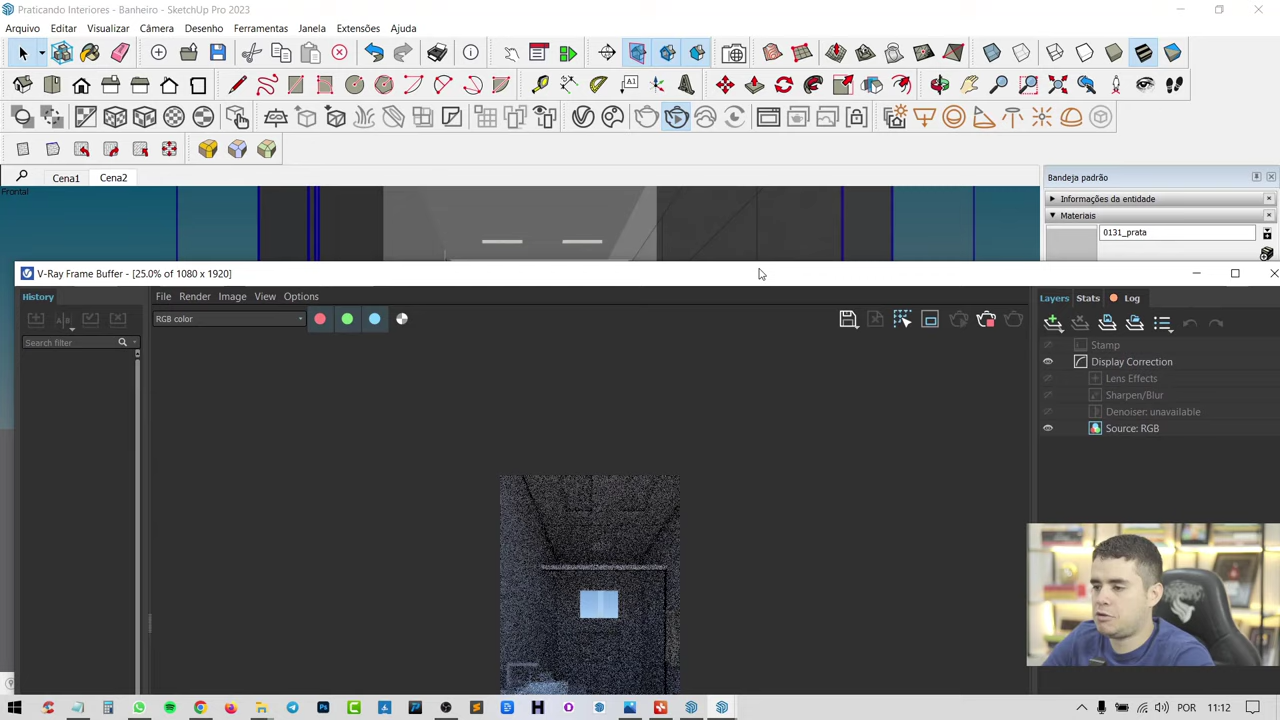 Praticando Interiores - Banheiro - SketchUp Pro 2023
Arquivo Editar Visualizar Câmera Desenho Ferramentas Janela Extensões Ajuda
A1
Cena1 Cena2
Frontal
Bandeja padrão
Informações da entidade
Materiais
0131_prata
V-Ray Frame Buffer - [25.0% of 1080 x 1920]
History
File Render Image View Options
Layers Stats Log
RGB color
Search filter
Stamp
Display Correction
Lens Effects
Sharpen/Blur
Denoiser: unavailable
Source: RGB
POR 11:12